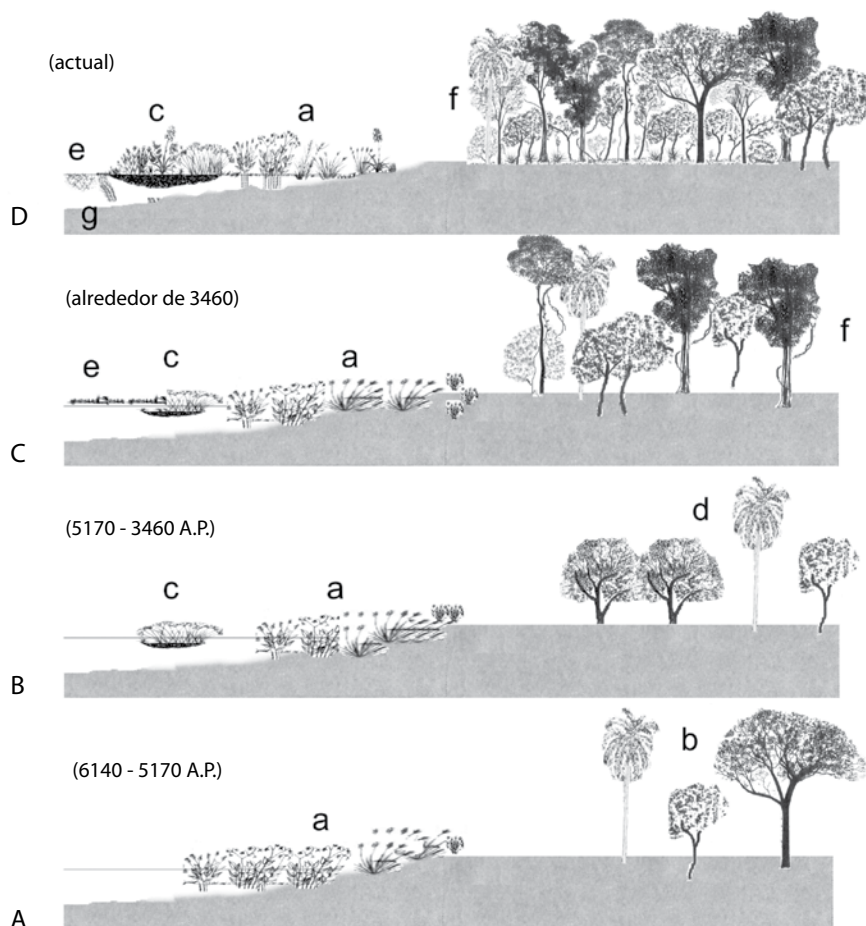 (actual)
c
a
f
e
g
D
(alrededor de 3460)
e
c
a
f
C
(5170 - 3460 A.P.)
d
c
a
B
(6140 - 5170 A.P.)
b
a
A